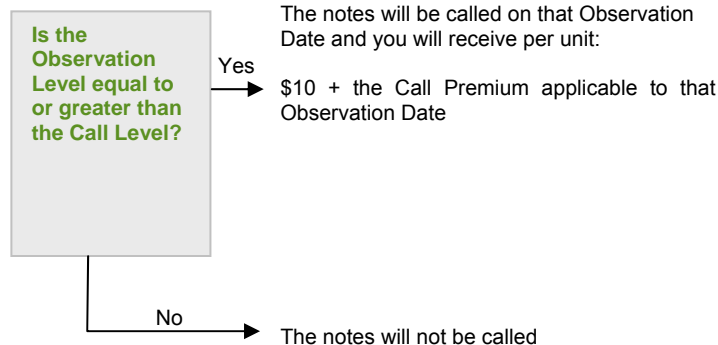 Is the
Observation
Level equal to
or greater than
the Call Level?
Yes
The notes will be called on that Observation
Date and you will receive per unit:
$10 + the Call Premium applicable to that
Observation Date
No
The notes will not be called